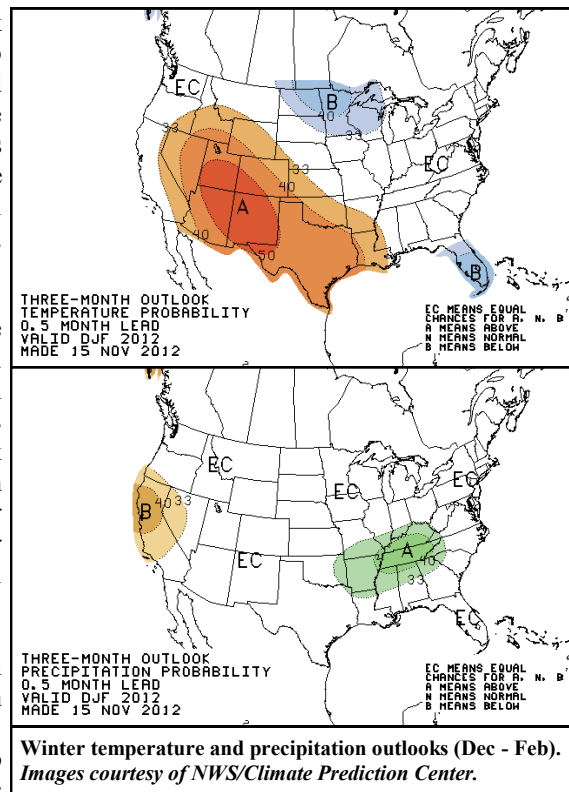 EC
B
40
33
33
EC
33
40
A
40
50
B
THREE-MONTH OUTLOOK
TEMPERATURE PROBABILITY
0.5 MONTH LEAD
VALID DJF 2012
MADE 15 NOV 2012
EC MEANS EQUAL
CHANCES FOR A, N, B
A MEANS ABOVE
N MEANS NORMAL
B MEANS BELOW
EC
EC
EC
B
40
33
EC
A
40
33
EC
THREE-MONTH OUTLOOK
PRECIPITATION PROBABILITY
0.5 MONTH LEAD
VALID DJF 2012
MADE 15 NOV 2012
EC MEANS EQUAL
CHANCES FOR A, N, B
A MEANS ABOVE
N MEANS NORMAL
B MEANS BELOW
Winter temperature and precipitation outlooks (Dec - Feb).
Images courtesy of NWS/Climate Prediction Center.